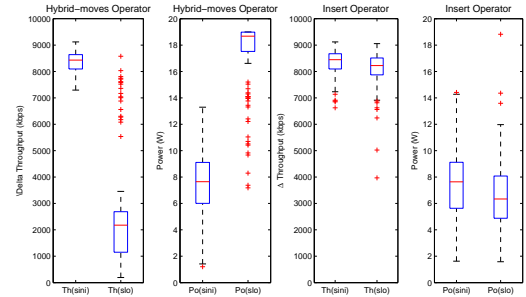 Hybrid−moves Operator
Hybrid−moves Operator
Insert Operator
Insert Operator
10000
9000
8000
7000
6000
5000
4000
3000
2000
1000
0
\Delta Throughput (kbps)
Th(sini)
Th(slo)
20
18
16
14
12
10
8
6
4
2
0
Power (W)
Po(sini)
Po(slo)
10000
9000
8000
7000
6000
5000
4000
3000
2000
1000
0
Δ Throughput (kbps)
Th(sini)
Th(slo)
20
18
16
14
12
10
8
6
4
2
0
Power (W)
Po(sini)
Po(slo)